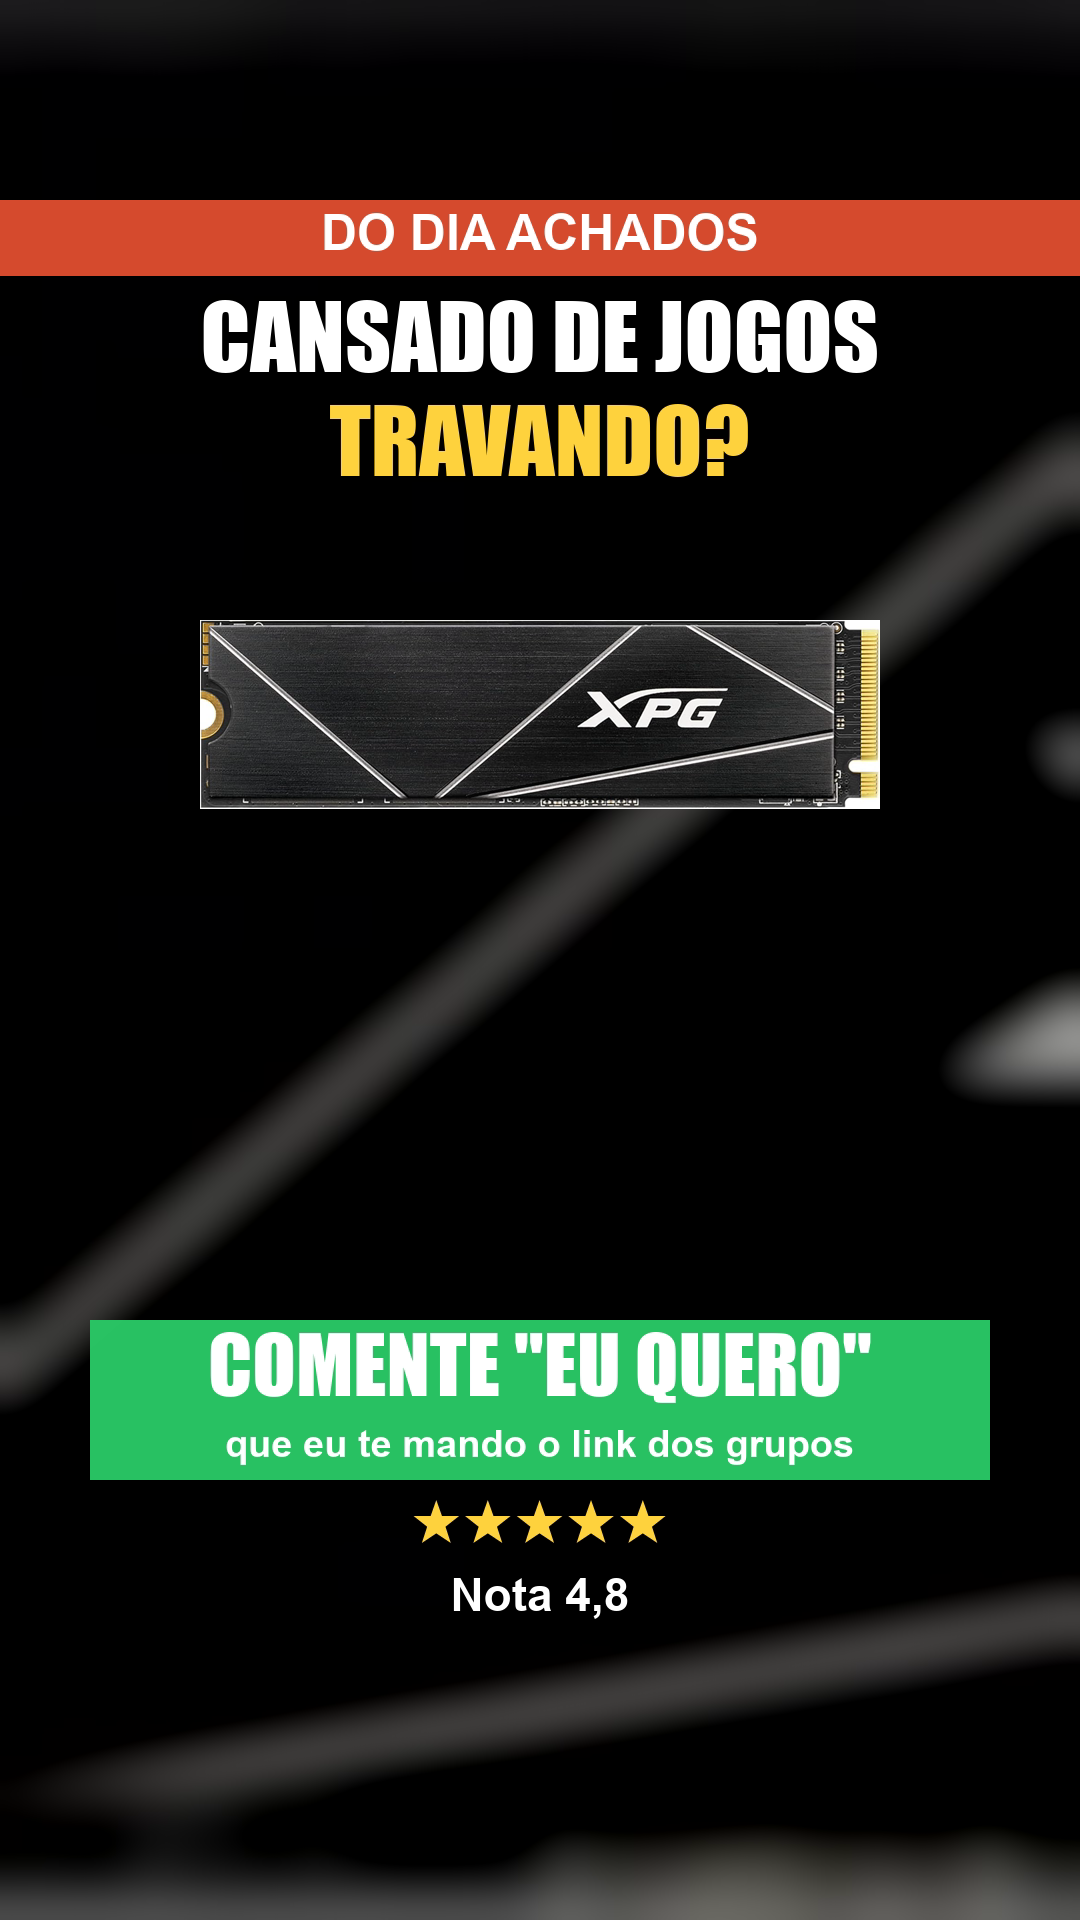 DO DIA ACHADOS
CANSADO DE JOGOS
TRAVANDO?
XPG
COMENTE "EU QUERO"
que eu te mando o link dos grupos
Nota 4,8